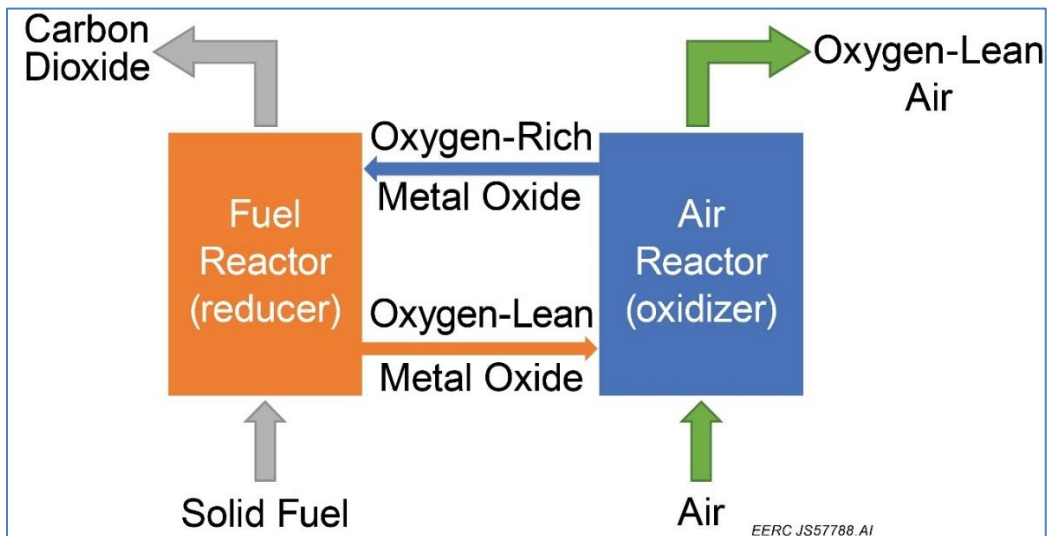 Carbon
Dioxide
Oxygen-Lean
Air
Oxygen-Rich
Metal Oxide
Fuel
Reactor
(reducer)
Air
Reactor
(oxidizer)
Oxygen-Lean
Metal Oxide
Solid Fuel
Air
EERC JS57788.AI